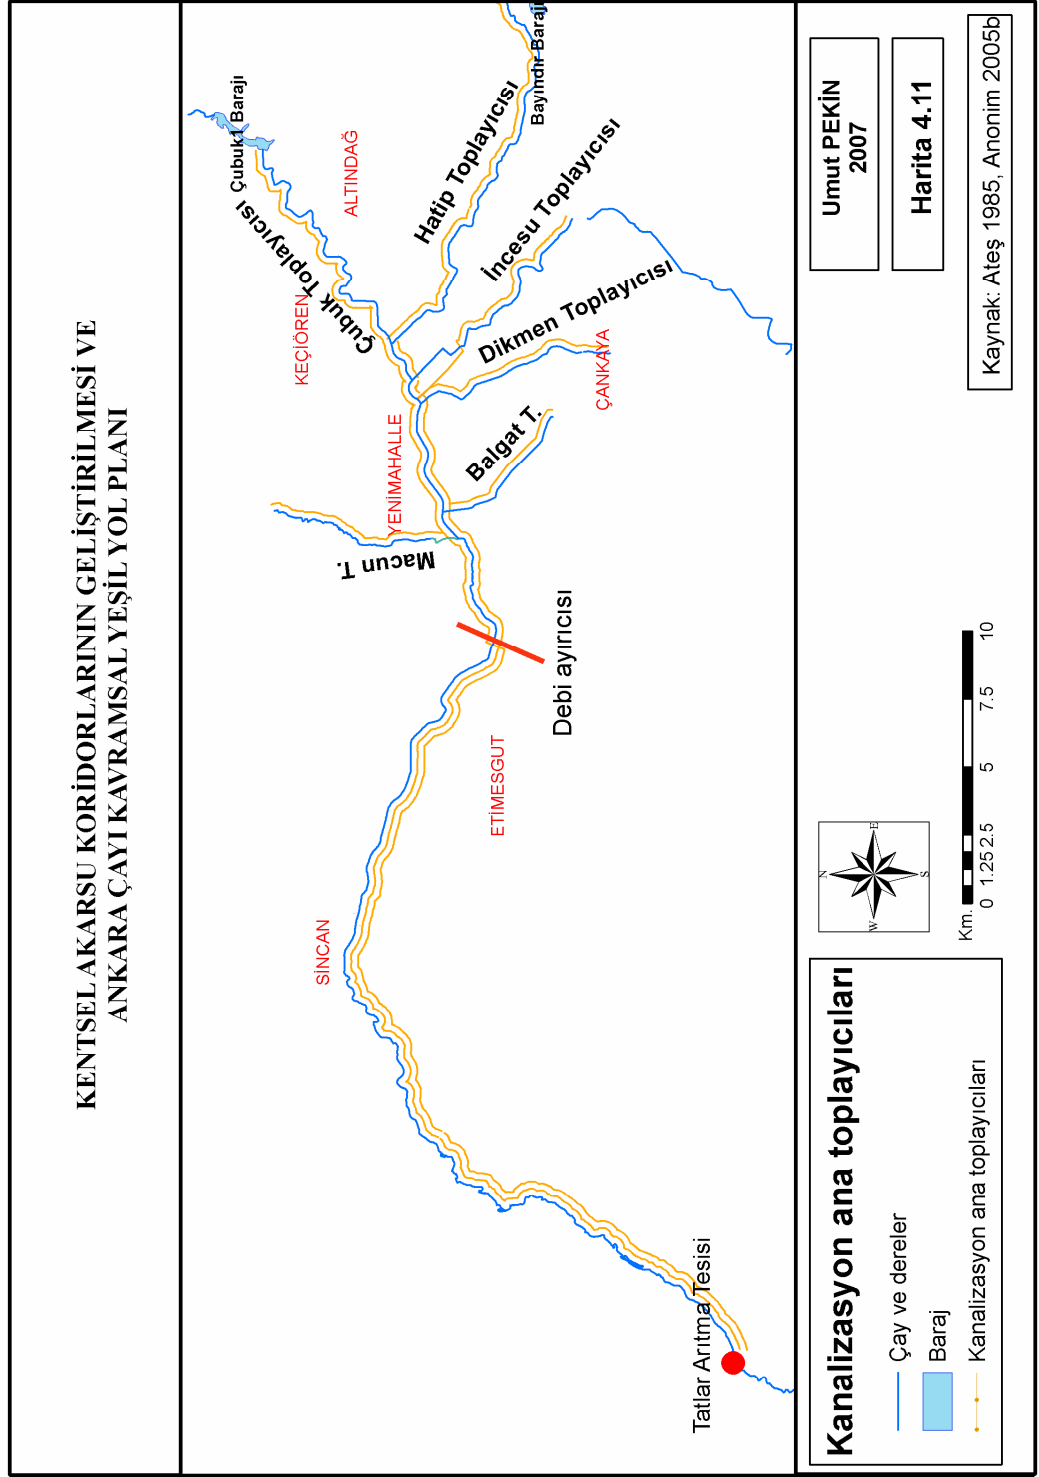 KENTSEL AKARSU KORİDORLARININ GELİŞTİRİLMESİ VE
ANKARA ÇAYI KAVRAMSAL YEŞİL YOL PLANI
Çubuk1 Barajı
Bayındır Barajı
ALTINDAĞ
Çubuk Toplayıcısı
Hatip Toplayıcısı
İncesu Toplayıcısı
KEÇİÖREN
Dikmen Toplayıcısı
ÇANKAYA
YENİMAHALLE
Balgat T.
Macun T.
Debi ayırıcısı
ETİMESGUT
SİNCAN
Tatlar Arıtma Tesisi
Kanalizasyon ana toplayıcıları
Çay ve dereler
Baraj
Kanalizasyon ana toplayıcıları
N
W
E
S
Km.
0 1.25 2.5 5 7.5 10
Umut PEKİN
2007
Harita 4.11
Kaynak: Ateş 1985, Anonim 2005b